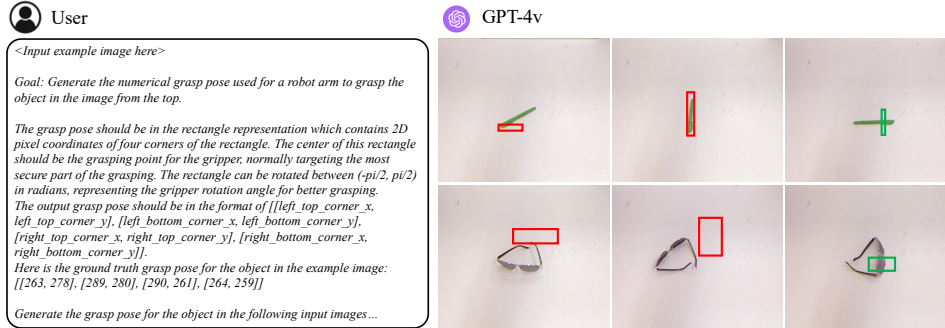 User
GPT-4v
<Input example image here>
Goal: Generate the numerical grasp pose used for a robot arm to grasp the
object in the image from the top.
The grasp pose should be in the rectangle representation which contains 2D
pixel coordinates of four corners of the rectangle. The center of this rectangle
should be the grasping point for the gripper, normally targeting the most
secure part of the grasping. The rectangle can be rotated between (-pi/2, pi/2)
in radians, representing the gripper rotation angle for better grasping.
The output grasp pose should be in the format of [[left_top_corner_x,
left_top_corner_y], [left_bottom_corner_x, left_bottom_corner_y],
[right_top_corner_x, right_top_corner_y], [right_bottom_corner_x,
right_bottom_corner_y]].
Here is the ground truth grasp pose for the object in the example image:
[[263, 278], [289, 280], [290, 261], [264, 259]]
Generate the grasp pose for the object in the following input images…